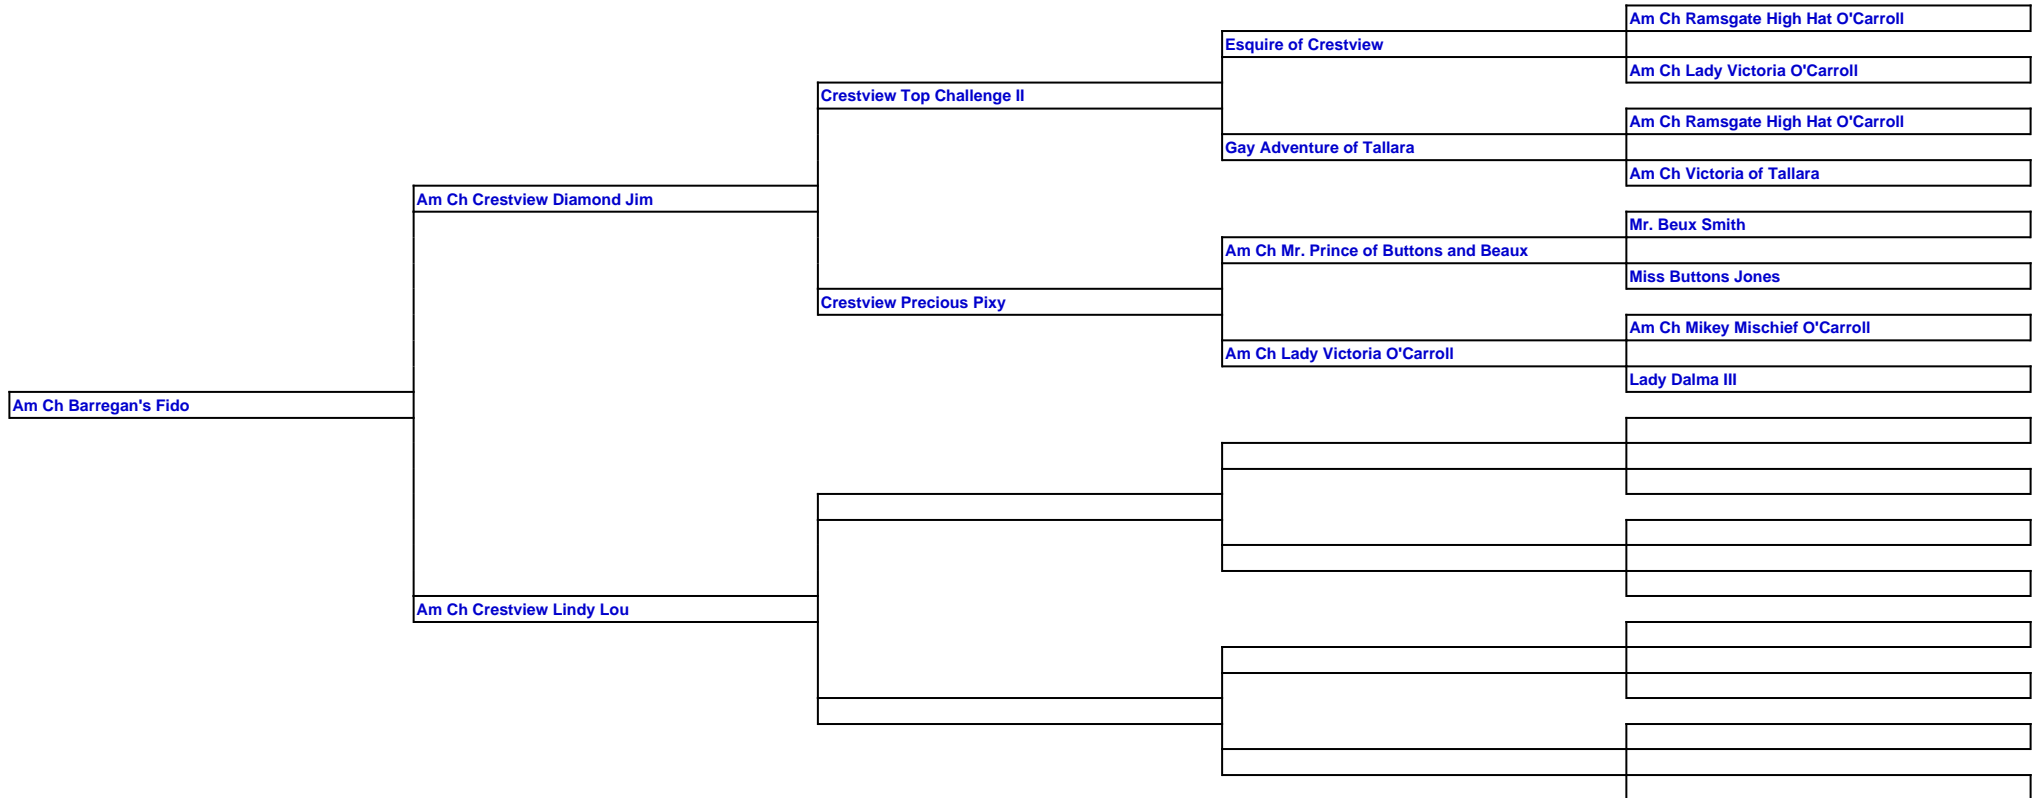 Am Ch Ramsgate High Hat O'Carroll
Esquire of Crestview
Am Ch Lady Victoria O'Carroll
Crestview Top Challenge II
Am Ch Ramsgate High Hat O'Carroll
Gay Adventure of Tallara
Am Ch Victoria of Tallara
Am Ch Crestview Diamond Jim
Mr. Beux Smith
Am Ch Mr. Prince of Buttons and Beaux
Miss Buttons Jones
Crestview Precious Pixy
Am Ch Mikey Mischief O'Carroll
Am Ch Lady Victoria O'Carroll
Lady Dalma III
Am Ch Barregan's Fido
Am Ch Crestview Lindy Lou